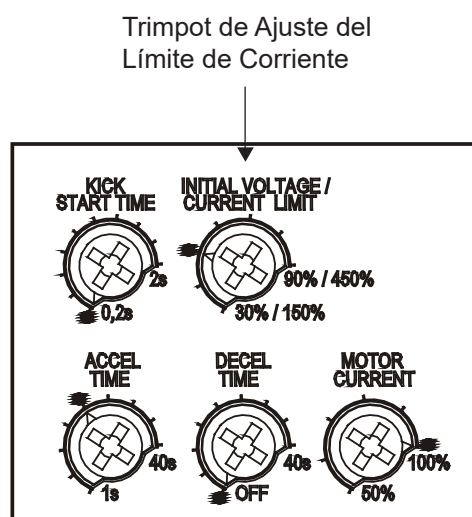 Trimpot de Ajuste del
Límite de Corriente
KICK
START TIME
INITIAL VOLTAGE /
CURRENT LIMIT
2s
0,2s
90% / 450%
30% / 150%
ACCEL
TIME
DECEL
TIME
MOTOR
CURRENT
40s
1s
40s
OFF
100%
50%